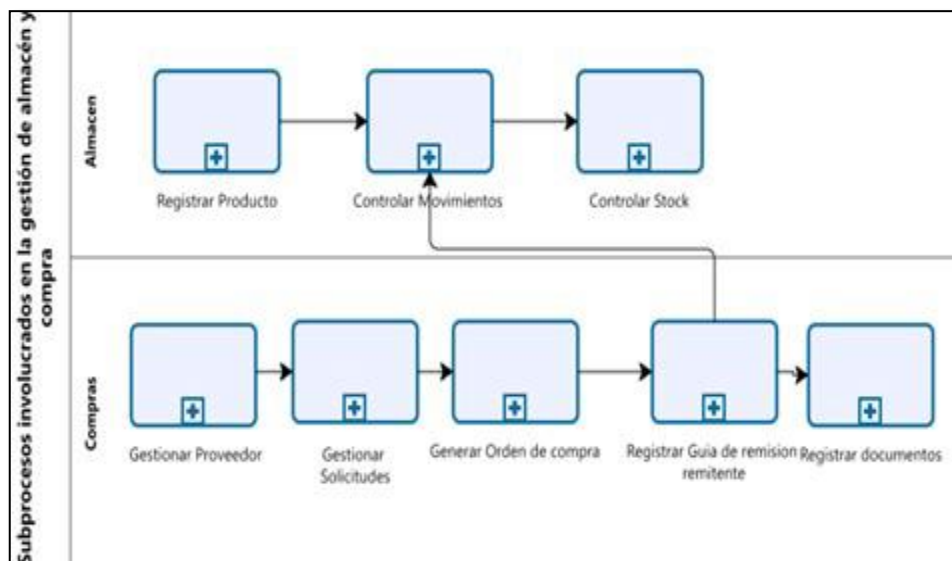 Subprocesos involucrados en la gestión de almacén y
compra
Almacen
Registrar Producto
Controlar Movimientos
Controlar Stock
Compras
Gestionar Proveedor
Gestionar
Solicitudes
Generar Orden de compra
Registrar Guia de remision
remitente
Registrar documentos